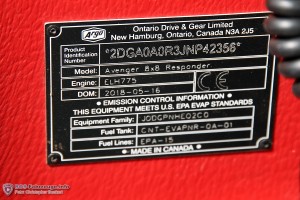 Argo
Ontario Drive & Gear Limited
New Hamburg, Ontario, Canada N3A 2J5
PRODUCT IDENTIFICATION NUMBER
*2DGA0A0R3JNP42356*
Model: Avenger 8x8 Responder
Engine: ELH775
CE
DOM: 2018-05-16
• EMISSION CONTROL INFORMATION •
THIS EQUIPMENT MEETS U.S. EPA EVAP STANDARDS
Equipment Family: JODGPNHEO2CO
Fuel Tank: CNT-EVAPNR-OA-01
Fuel Lines: EPA-15
MADE IN CANADA